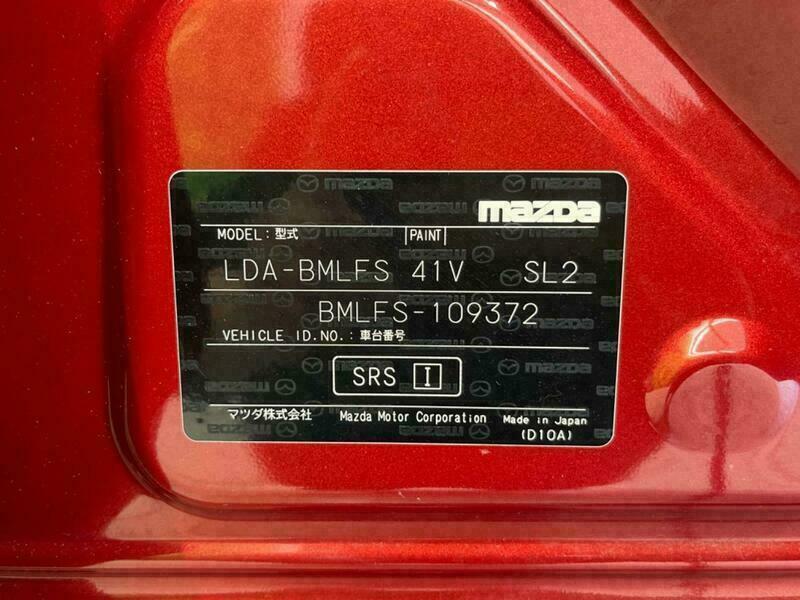 mazda
MODEL:型式 PAINT
LDA-BMLFS 41V SL2
BMLFS-109372
VEHICLE ID.NO.:車台番号
SRS I
マツダ株式会社 Mazda Motor Corporation Made in Japan
(D10A)